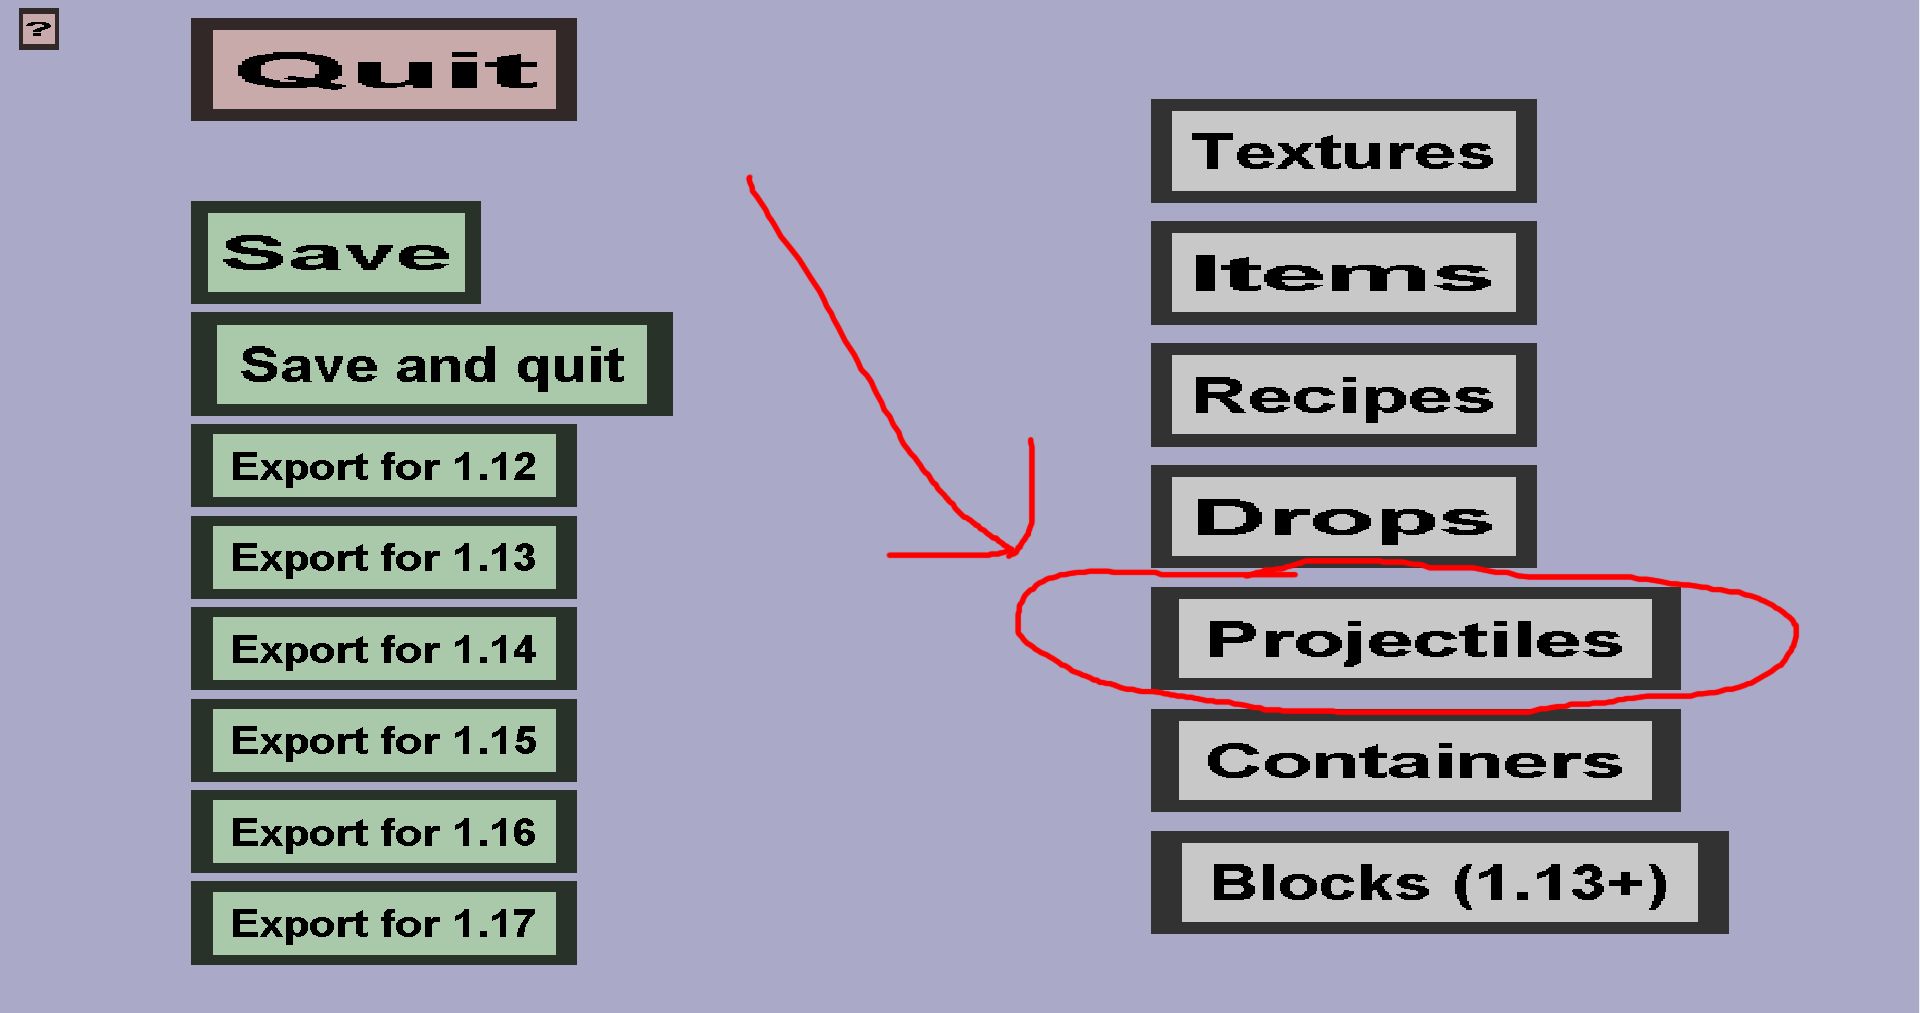 ?
Quit
Save
Save and quit
Export for 1.12
Export for 1.13
Export for 1.14
Export for 1.15
Export for 1.16
Export for 1.17
Textures
Items
Recipes
Drops
Projectiles
Containers
Blocks (1.13+)